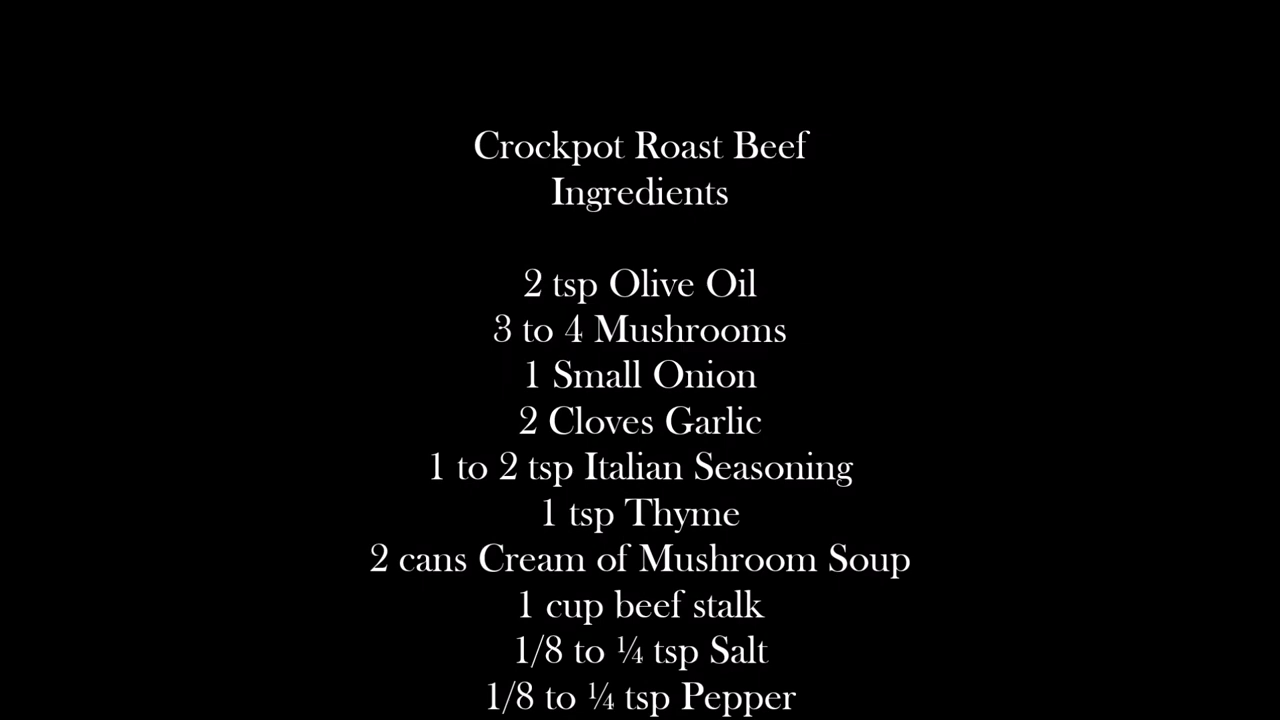 Crockpot Roast Beef
Ingredients
2 tsp Olive Oil
3 to 4 Mushrooms
1 Small Onion
2 Cloves Garlic
1 to 2 tsp Italian Seasoning
1 tsp Thyme
2 cans Cream of Mushroom Soup
1 cup beef stalk
1/8 to ¼ tsp Salt
1/8 to ¼ tsp Pepper